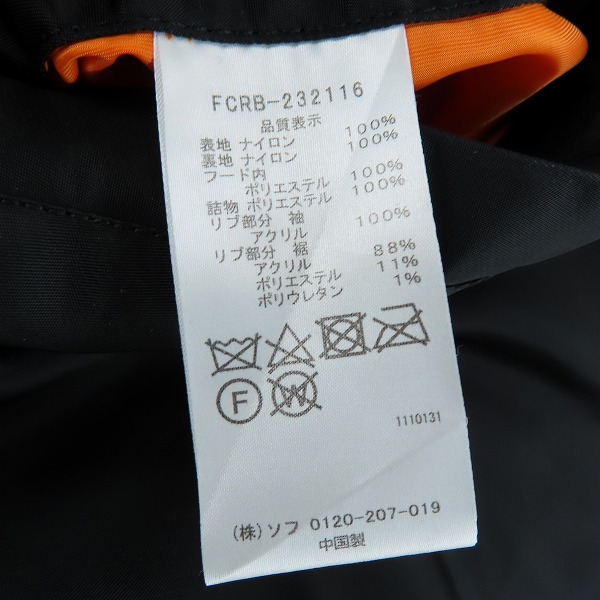 FCRB-232116
品質表示
表地 ナイロン 100%
裏地 ナイロン 100%
フード内
ポリエステル 100%
詰物 ポリエステル 100%
リブ部分 袖
アクリル 100%
リブ部分 裾
アクリル 88%
ポリエステル 11%
ポリウレタン 1%
F W
1110131
(株)ソフ 0120-207-019
中国製